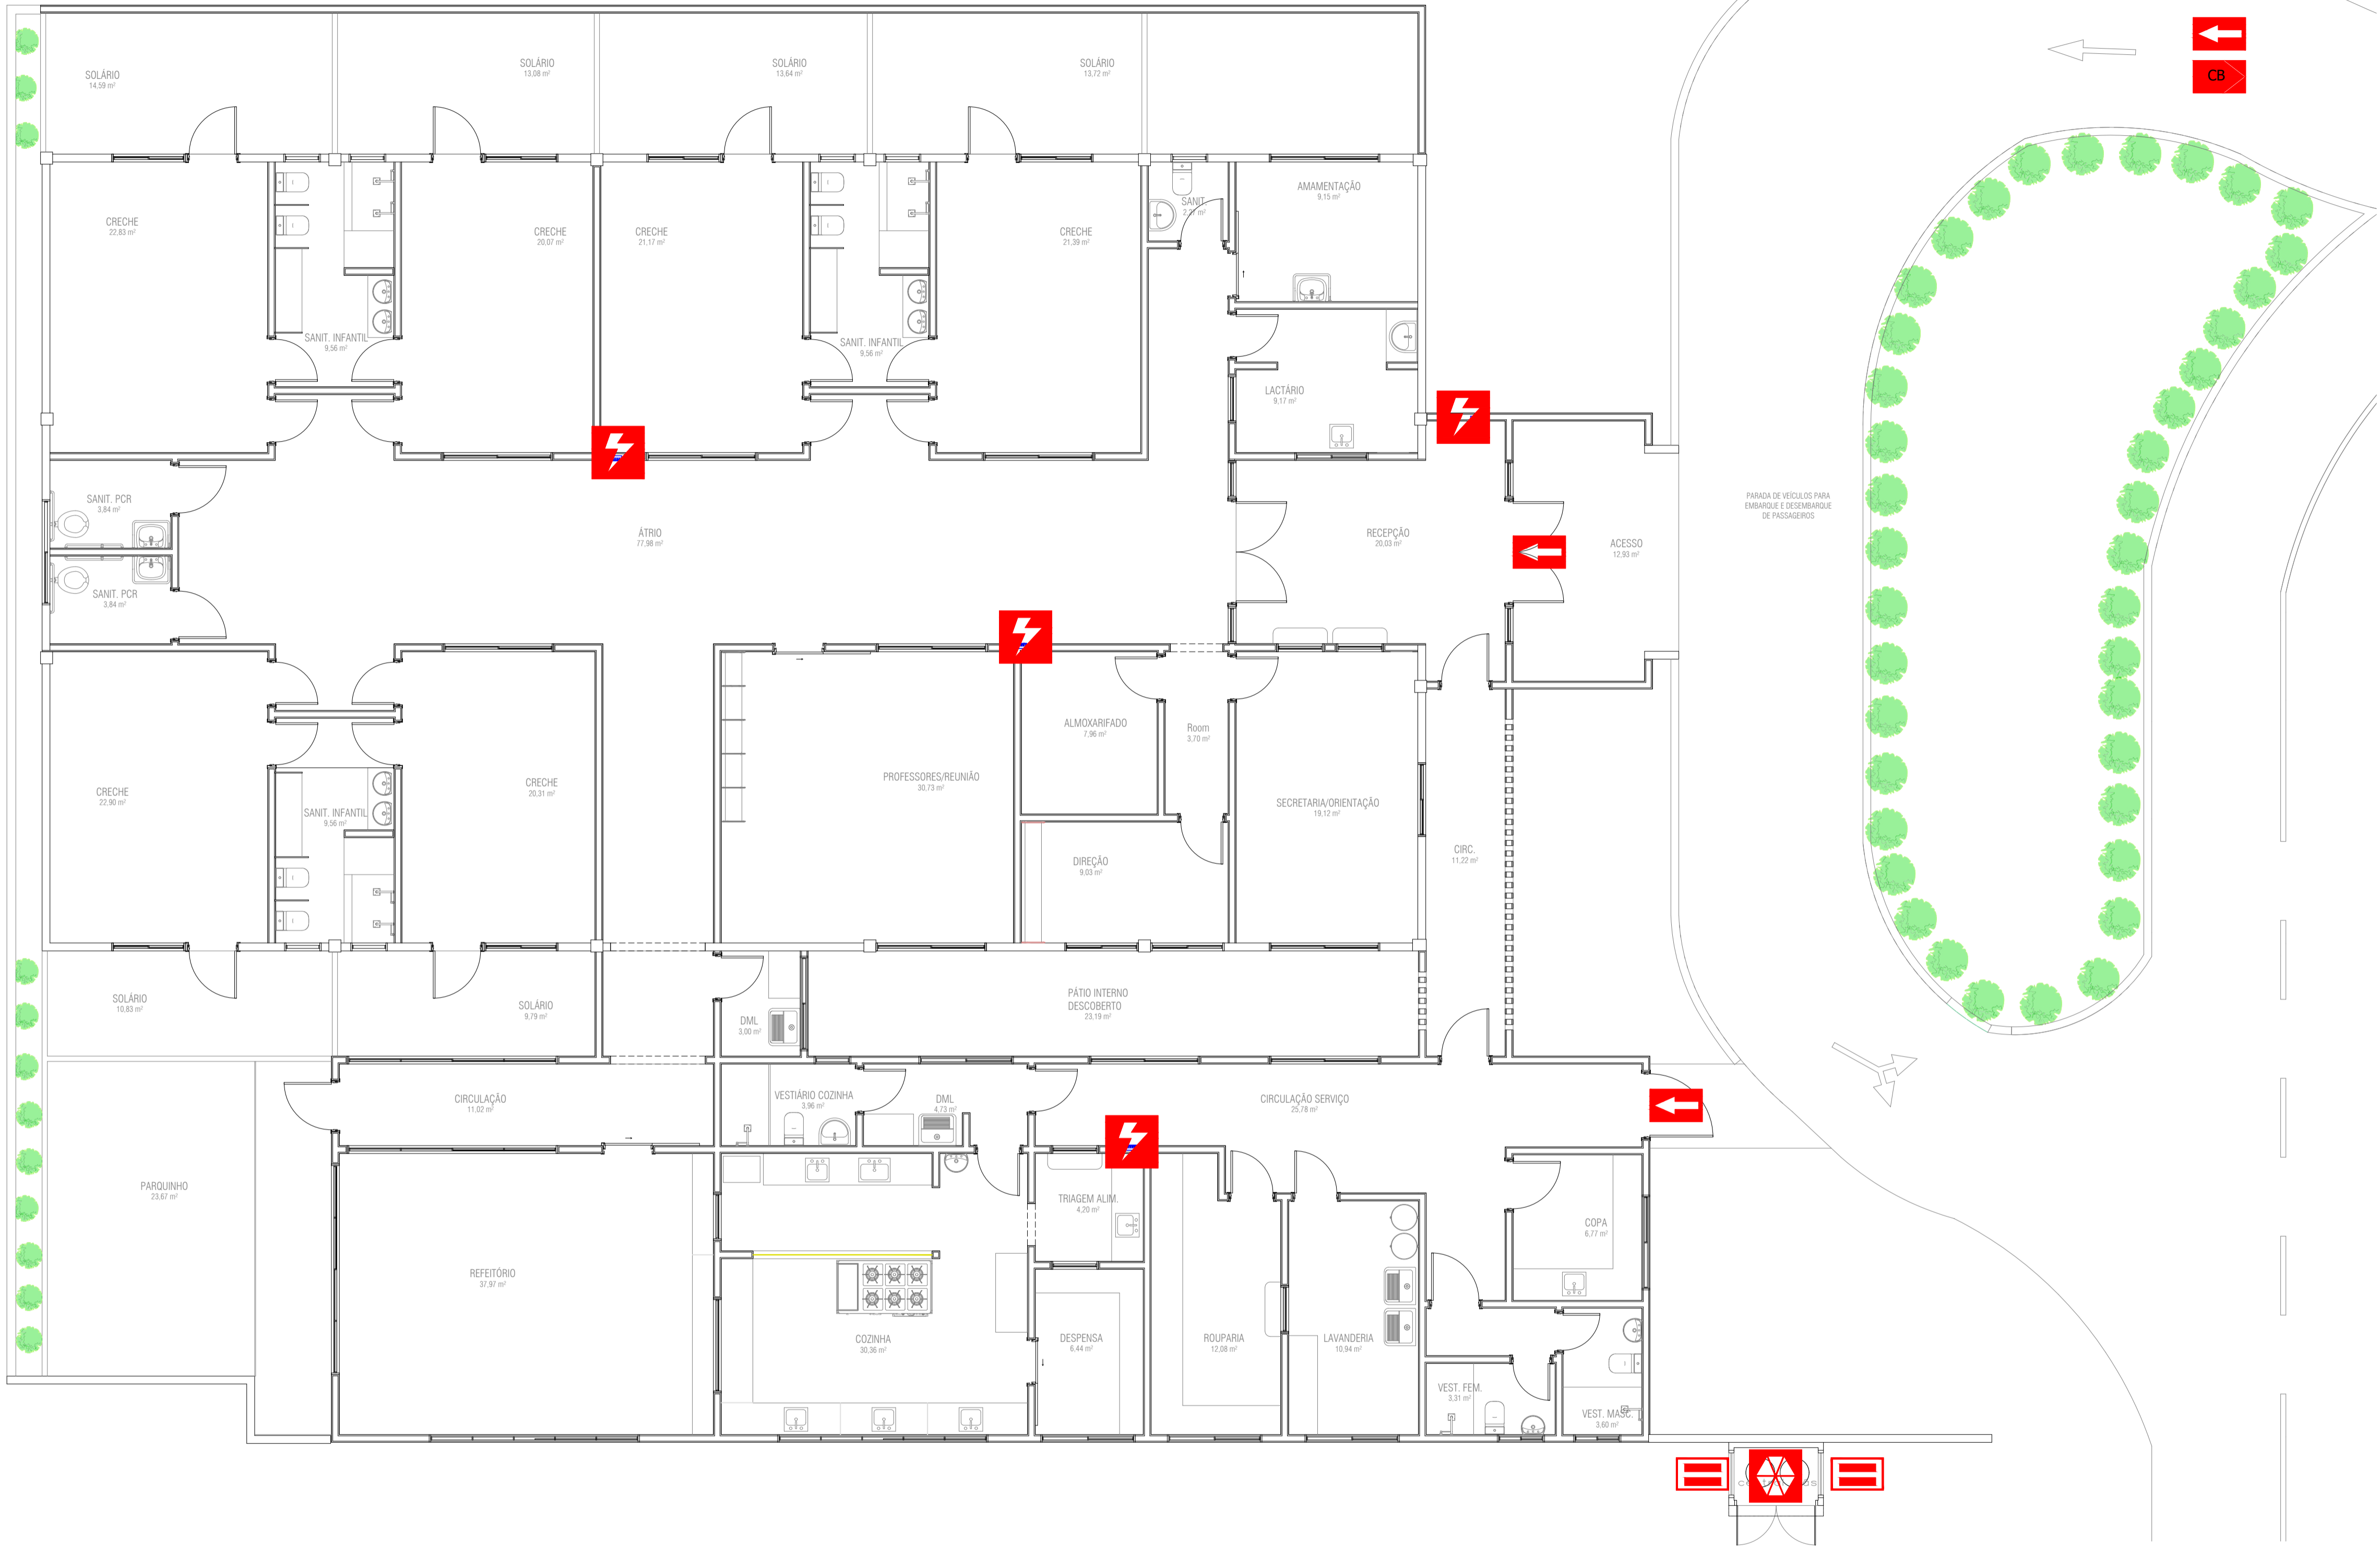 CB
SOLÁRIO
14,59 m²
SOLÁRIO
13,08 m²
SOLÁRIO
13,64 m²
SOLÁRIO
13,72 m²
CRECHE
22,83 m²
CRECHE
20,07 m²
CRECHE
21,17 m²
CRECHE
21,39 m²
SANIT.
AMAMENTAÇÃO
9,15 m²
SANIT. INFANTIL
9,56 m²
SANIT. INFANTIL
9,56 m²
LACTÁRIO
9,17 m²
SANIT. PCR
3,84 m²
SANIT. PCR
3,84 m²
ÁTRIO
77,98 m²
RECEPÇÃO
20,03 m²
ACESSO
12,93 m²
PARADA DE VEÍCULOS PARA
EMBARQUE E DESEMBARQUE
DE PASSAGEIROS
CRECHE
22,90 m²
SANIT. INFANTIL
9,56 m²
CRECHE
20,31 m²
PROFESSORES/REUNIÃO
30,73 m²
ALMOXARIFADO
7,96 m²
Room
3,70 m²
SECRETARIA/ORIENTAÇÃO
19,12 m²
DIREÇÃO
9,03 m²
CIRC.
11,22 m²
SOLÁRIO
10,83 m²
SOLÁRIO
9,79 m²
DML
3,00 m²
PÁTIO INTERNO
DESCOBERTO
23,19 m²
CIRCULAÇÃO
11,02 m²
VESTIÁRIO COZINHA
3,96 m²
DML
4,73 m²
CIRCULAÇÃO SERVIÇO
25,78 m²
PARQUINHO
23,67 m²
REFEITÓRIO
37,97 m²
COZINHA
30,36 m²
TRIAGEM ALIM.
4,20 m²
DESPENSA
6,44 m²
ROUPARIA
12,08 m²
LAVANDERIA
10,94 m²
COPA
6,77 m²
VEST. FEM.
3,31 m²
VEST. MASC.
3,60 m²